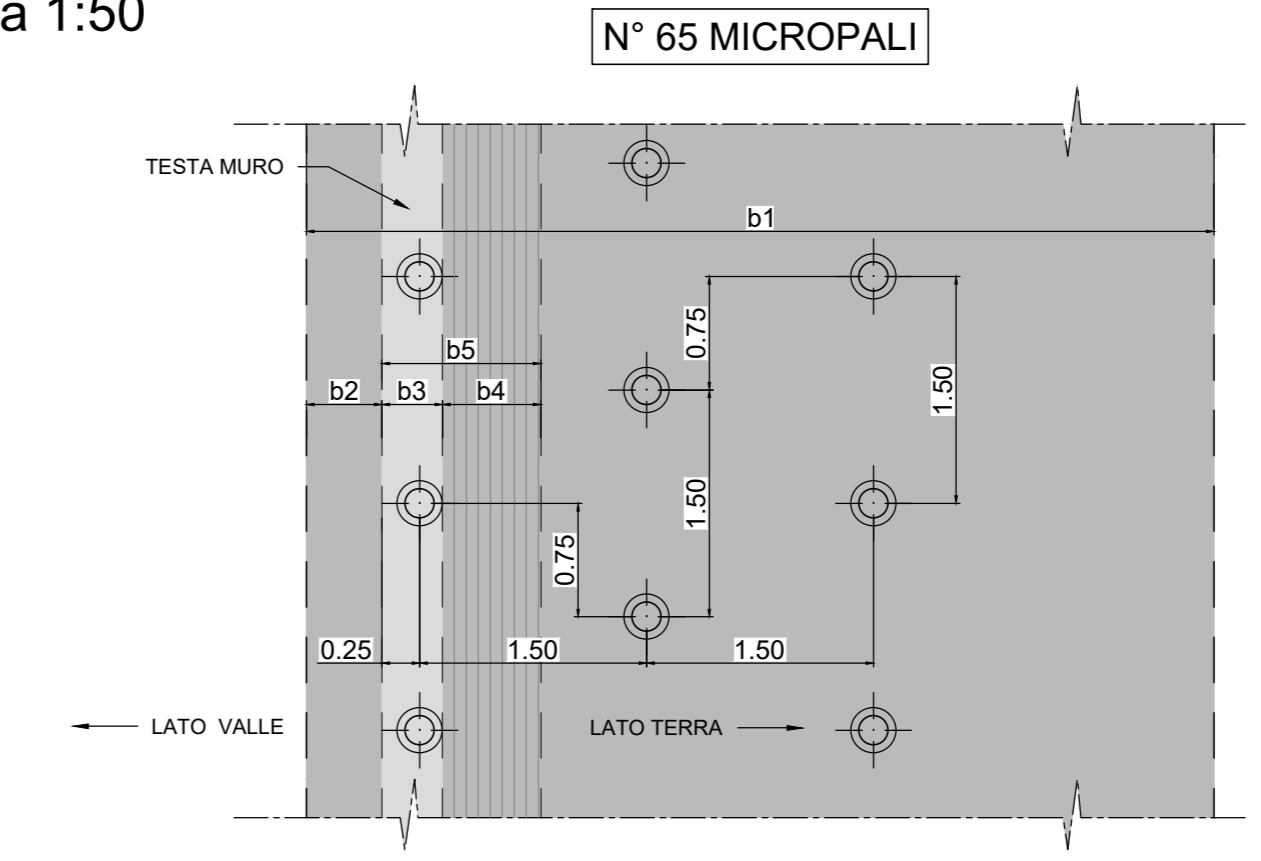 a 1:50
N° 65 MICROPALI
TESTA MURO
b1
0.75
b5
1.50
b2
b3
b4
1.50
0.75
0.25
1.50
1.50
LATO VALLE
LATO TERRA